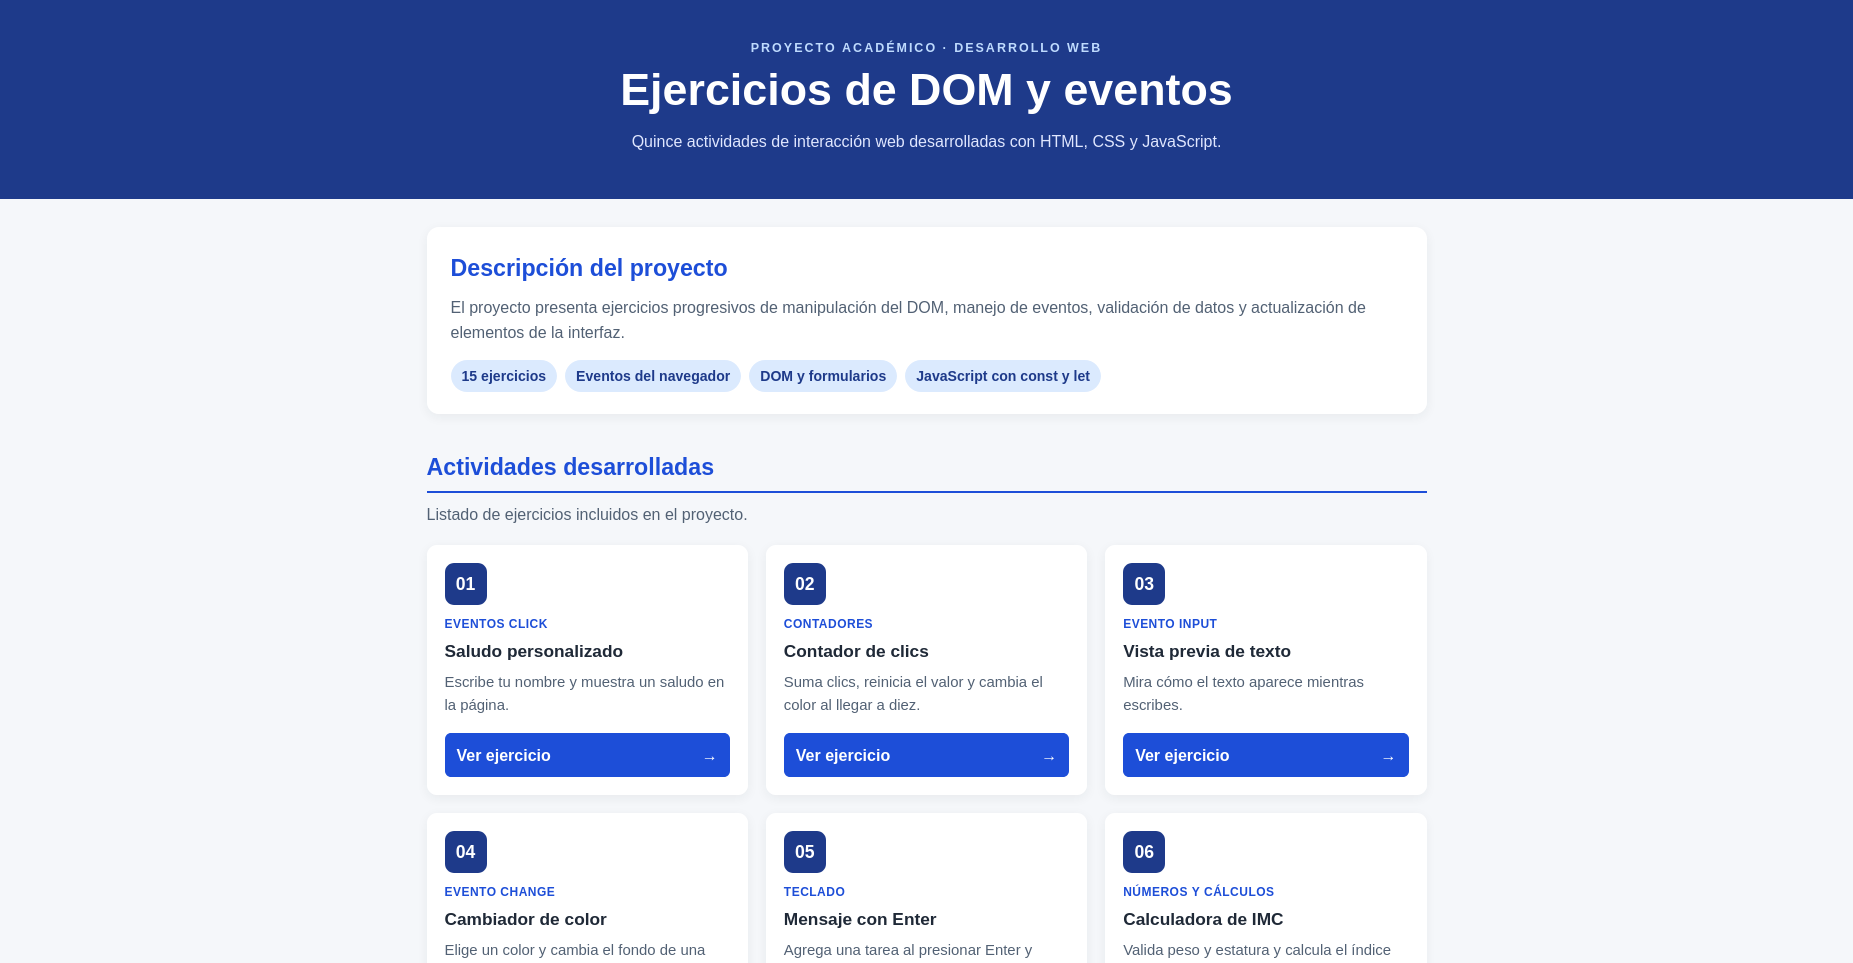 PROYECTO ACADÉMICO · DESARROLLO WEB
Ejercicios de DOM y eventos
Quince actividades de interacción web desarrolladas con HTML, CSS y JavaScript.
Descripción del proyecto
El proyecto presenta ejercicios progresivos de manipulación del DOM, manejo de eventos, validación de datos y actualización de
elementos de la interfaz.
15 ejercicios
Eventos del navegador
DOM y formularios
JavaScript con const y let
Actividades desarrolladas
Listado de ejercicios incluidos en el proyecto.
01
EVENTOS CLICK
Saludo personalizado
Escribe tu nombre y muestra un saludo en
la página.
Ver ejercicio →
02
CONTADORES
Contador de clics
Suma clics, reinicia el valor y cambia el
color al llegar a diez.
Ver ejercicio →
03
EVENTO INPUT
Vista previa de texto
Mira cómo el texto aparece mientras
escribes.
Ver ejercicio →
04
EVENTO CHANGE
Cambiador de color
Elige un color y cambia el fondo de una
05
TECLADO
Mensaje con Enter
Agrega una tarea al presionar Enter y
06
NÚMEROS Y CÁLCULOS
Calculadora de IMC
Valida peso y estatura y calcula el índice